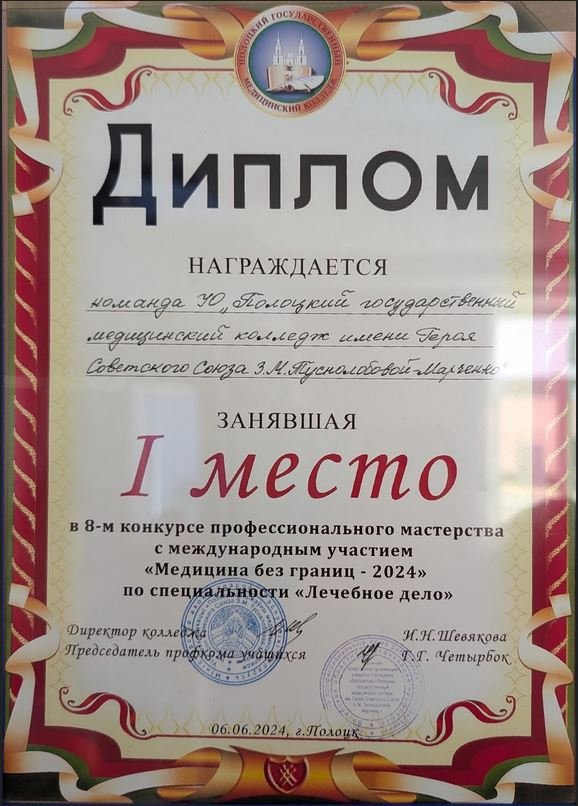 ПОЛОЦКИЙ ГОСУДАРСТВЕННЫЙ
МЕДИЦИНСКИЙ КОЛЛЕДЖ
Диплом
НАГРАЖДАЕТСЯ
команда УО „Полоцкий государственный
медицинский колледж имени Героя
Советского Союза З.М.Туснолобовой-Марченко"
ЗАНЯВШАЯ
I место
в 8-м конкурсе профессионального мастерства
с международным участием
«Медицина без границ - 2024»
по специальности «Лечебное дело»
Директор колледжа И.Н.Шевякова
Председатель профкома учащихся Т.Г. Четырбок
06.06.2024, г.Полоцк